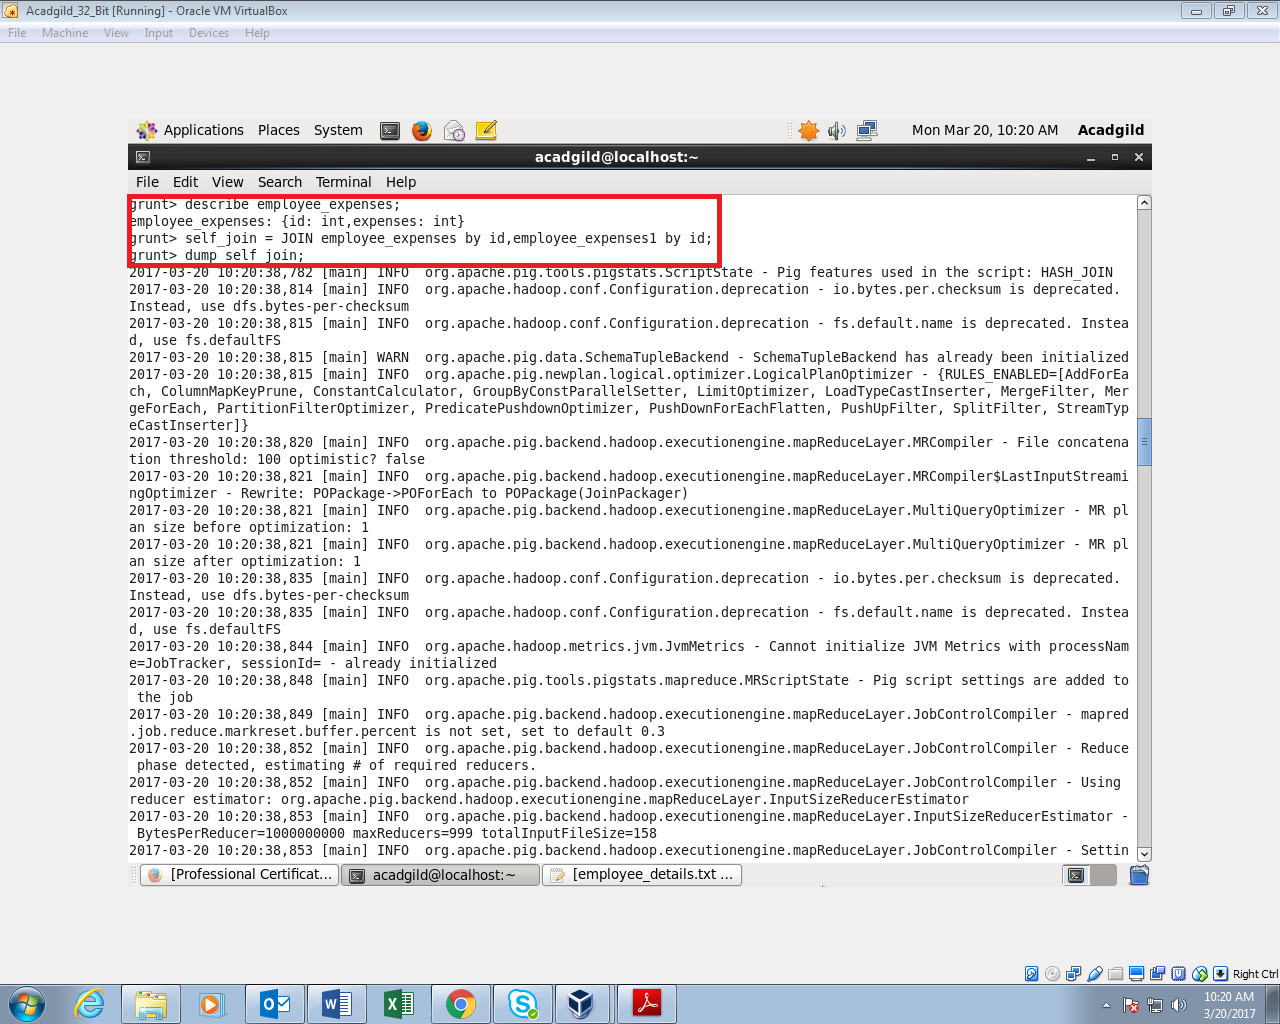 Acadgild_32_Bit [Running] - Oracle VM VirtualBox
File Machine View Input Devices Help
Applications Places System Mon Mar 20, 10:20 AM Acadgild
acadgild@localhost:~
File Edit View Search Terminal Help
grunt> describe employee_expenses;
employee_expenses: {id: int,expenses: int}
grunt> self_join = JOIN employee_expenses by id,employee_expenses1 by id;
grunt> dump self_join;
2017-03-20 10:20:38,782 [main] INFO  org.apache.pig.tools.pigstats.ScriptState - Pig features used in the script: HASH_JOIN
2017-03-20 10:20:38,814 [main] INFO  org.apache.hadoop.conf.Configuration.deprecation - io.bytes.per.checksum is deprecated.
Instead, use dfs.bytes-per-checksum
2017-03-20 10:20:38,815 [main] INFO  org.apache.hadoop.conf.Configuration.deprecation - fs.default.name is deprecated. Instea
d, use fs.defaultFS
2017-03-20 10:20:38,815 [main] WARN  org.apache.pig.data.SchemaTupleBackend - SchemaTupleBackend has already been initialized
2017-03-20 10:20:38,815 [main] INFO  org.apache.pig.newplan.logical.optimizer.LogicalPlanOptimizer - {RULES_ENABLED=[AddForEa
ch, ColumnMapKeyPrune, ConstantCalculator, GroupByConstParallelSetter, LimitOptimizer, LoadTypeCastInserter, MergeFilter, Mer
geForEach, PartitionFilterOptimizer, PredicatePushdownOptimizer, PushDownForEachFlatten, PushUpFilter, SplitFilter, StreamTyp
eCastInserter]}
2017-03-20 10:20:38,820 [main] INFO  org.apache.pig.backend.hadoop.executionengine.mapReduceLayer.MRCompiler - File concatena
tion threshold: 100 optimistic? false
2017-03-20 10:20:38,821 [main] INFO  org.apache.pig.backend.hadoop.executionengine.mapReduceLayer.MRCompiler$LastInputStreami
ngOptimizer - Rewrite: POPackage->POForEach to POPackage(JoinPackager)
2017-03-20 10:20:38,821 [main] INFO  org.apache.pig.backend.hadoop.executionengine.mapReduceLayer.MultiQueryOptimizer - MR pl
an size before optimization: 1
2017-03-20 10:20:38,821 [main] INFO  org.apache.pig.backend.hadoop.executionengine.mapReduceLayer.MultiQueryOptimizer - MR pl
an size after optimization: 1
2017-03-20 10:20:38,835 [main] INFO  org.apache.hadoop.conf.Configuration.deprecation - io.bytes.per.checksum is deprecated.
Instead, use dfs.bytes-per-checksum
2017-03-20 10:20:38,835 [main] INFO  org.apache.hadoop.conf.Configuration.deprecation - fs.default.name is deprecated. Instea
d, use fs.defaultFS
2017-03-20 10:20:38,844 [main] INFO  org.apache.hadoop.metrics.jvm.JvmMetrics - Cannot initialize JVM Metrics with processNam
e=JobTracker, sessionId= - already initialized
2017-03-20 10:20:38,848 [main] INFO  org.apache.pig.tools.pigstats.mapreduce.MRScriptState - Pig script settings are added to
the job
2017-03-20 10:20:38,849 [main] INFO  org.apache.pig.backend.hadoop.executionengine.mapReduceLayer.JobControlCompiler - mapred
.job.reduce.markreset.buffer.percent is not set, set to default 0.3
2017-03-20 10:20:38,852 [main] INFO  org.apache.pig.backend.hadoop.executionengine.mapReduceLayer.JobControlCompiler - Reduce
phase detected, estimating # of required reducers.
2017-03-20 10:20:38,852 [main] INFO  org.apache.pig.backend.hadoop.executionengine.mapReduceLayer.JobControlCompiler - Using
reducer estimator: org.apache.pig.backend.hadoop.executionengine.mapReduceLayer.InputSizeReducerEstimator
2017-03-20 10:20:38,853 [main] INFO  org.apache.pig.backend.hadoop.executionengine.mapReduceLayer.InputSizeReducerEstimator -
BytesPerReducer=1000000000 maxReducers=999 totalInputFileSize=158
2017-03-20 10:20:38,853 [main] INFO  org.apache.pig.backend.hadoop.executionengine.mapReduceLayer.JobControlCompiler - Settin
[Professional Certificat... acadgild@localhost:~ [employee_details.txt ...
Right Ctrl
10:20 AM
3/20/2017